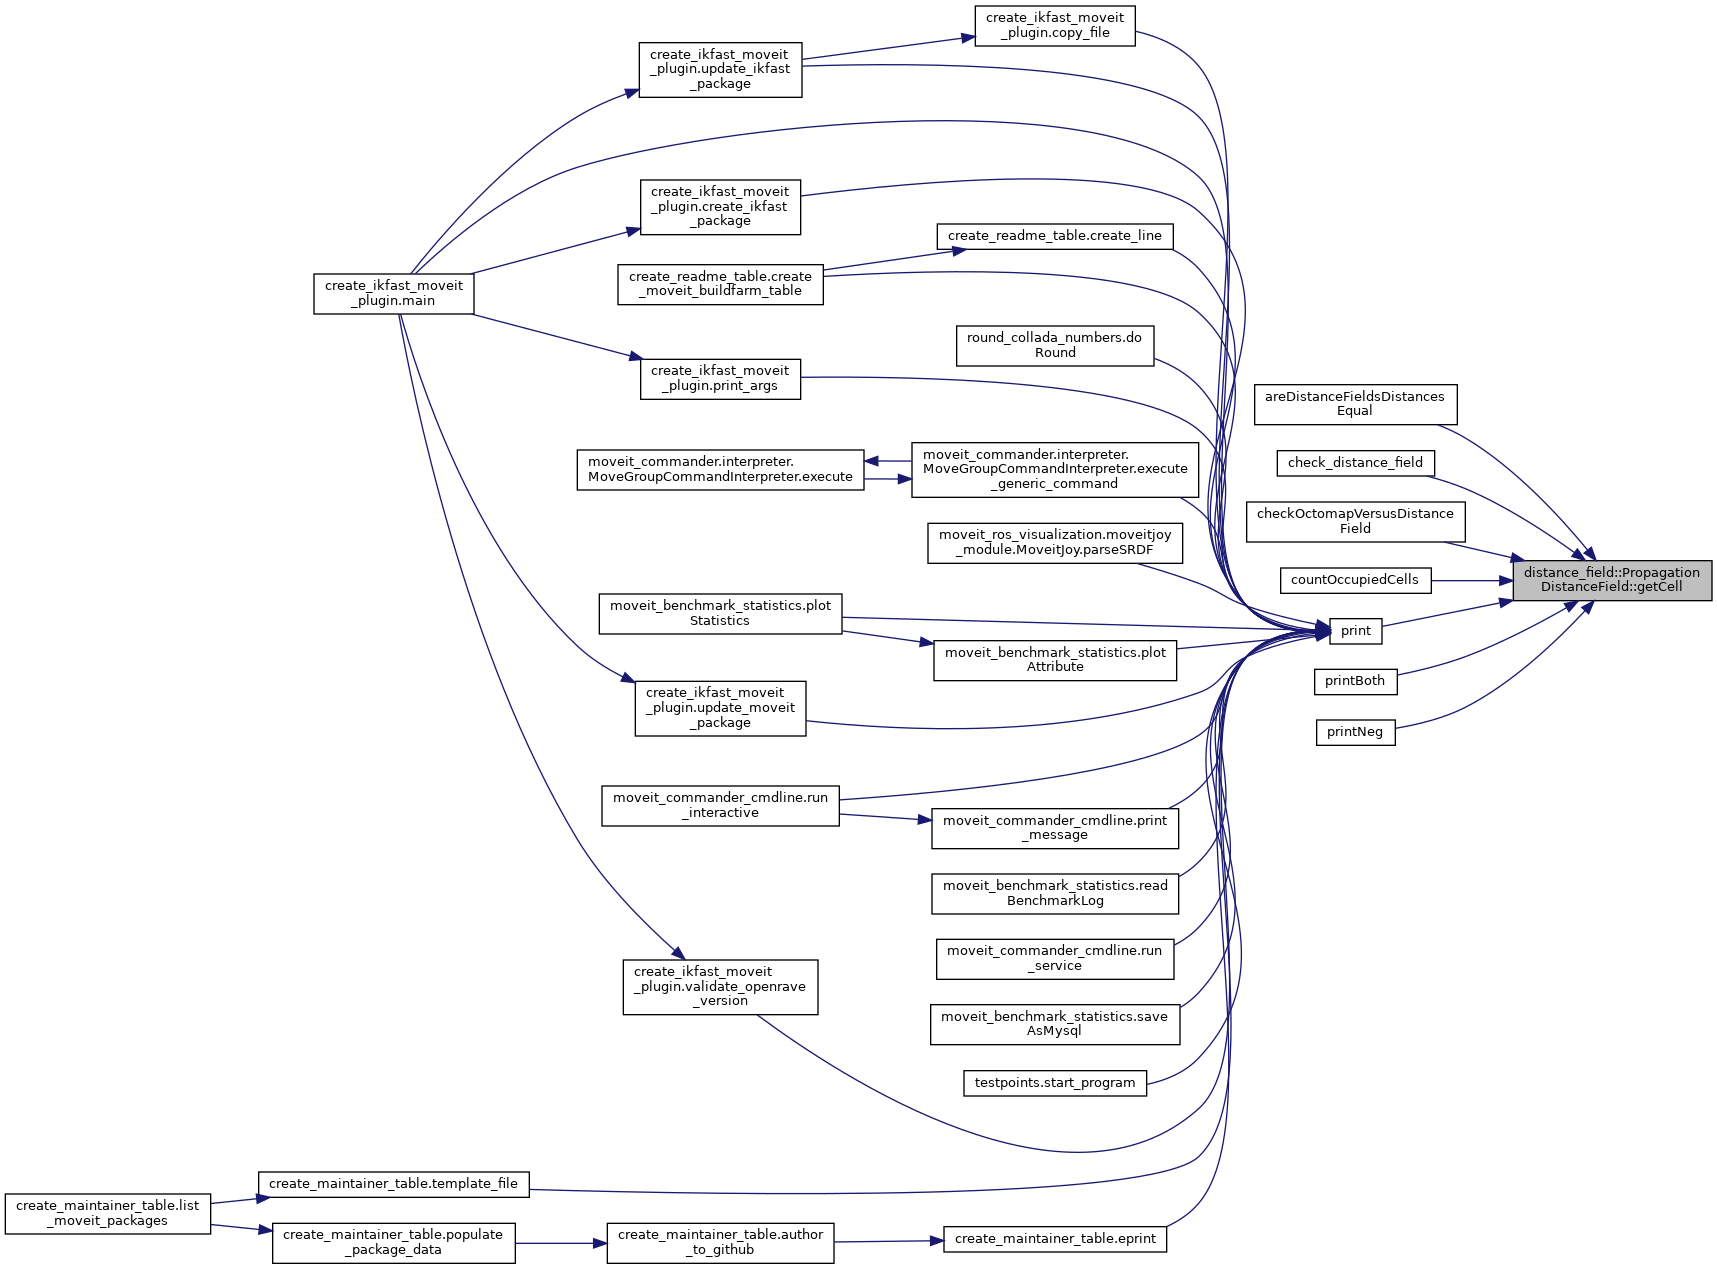 create_ikfast_moveit
_plugin.copy_file
create_ikfast_moveit
_plugin.update_ikfast
_package
create_ikfast_moveit
_plugin.create_ikfast
_package
create_readme_table.create_line
create_readme_table.create
_moveit_buildfarm_table
create_ikfast_moveit
_plugin.main
round_collada_numbers.do
Round
create_ikfast_moveit
_plugin.print_args
areDistanceFieldsDistances
Equal
moveit_commander.interpreter.
MoveGroupCommandInterpreter.execute
moveit_commander.interpreter.
MoveGroupCommandInterpreter.execute
_generic_command
check_distance_field
checkOctomapVersusDistance
Field
moveit_ros_visualization.moveitjoy
_module.MoveitJoy.parseSRDF
distance_field::Propagation
DistanceField::getCell
countOccupiedCells
moveit_benchmark_statistics.plot
Statistics
print
moveit_benchmark_statistics.plot
Attribute
printBoth
create_ikfast_moveit
_plugin.update_moveit
_package
printNeg
moveit_commander_cmdline.run
_interactive
moveit_commander_cmdline.print
_message
moveit_benchmark_statistics.read
BenchmarkLog
moveit_commander_cmdline.run
_service
create_ikfast_moveit
_plugin.validate_openrave
_version
moveit_benchmark_statistics.save
AsMysql
testpoints.start_program
create_maintainer_table.template_file
create_maintainer_table.list
_moveit_packages
create_maintainer_table.populate
_package_data
create_maintainer_table.author
_to_github
create_maintainer_table.eprint